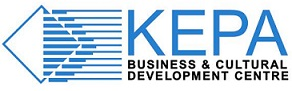 KEPA
BUSINESS & CULTURAL
DEVELOPMENT CENTRE